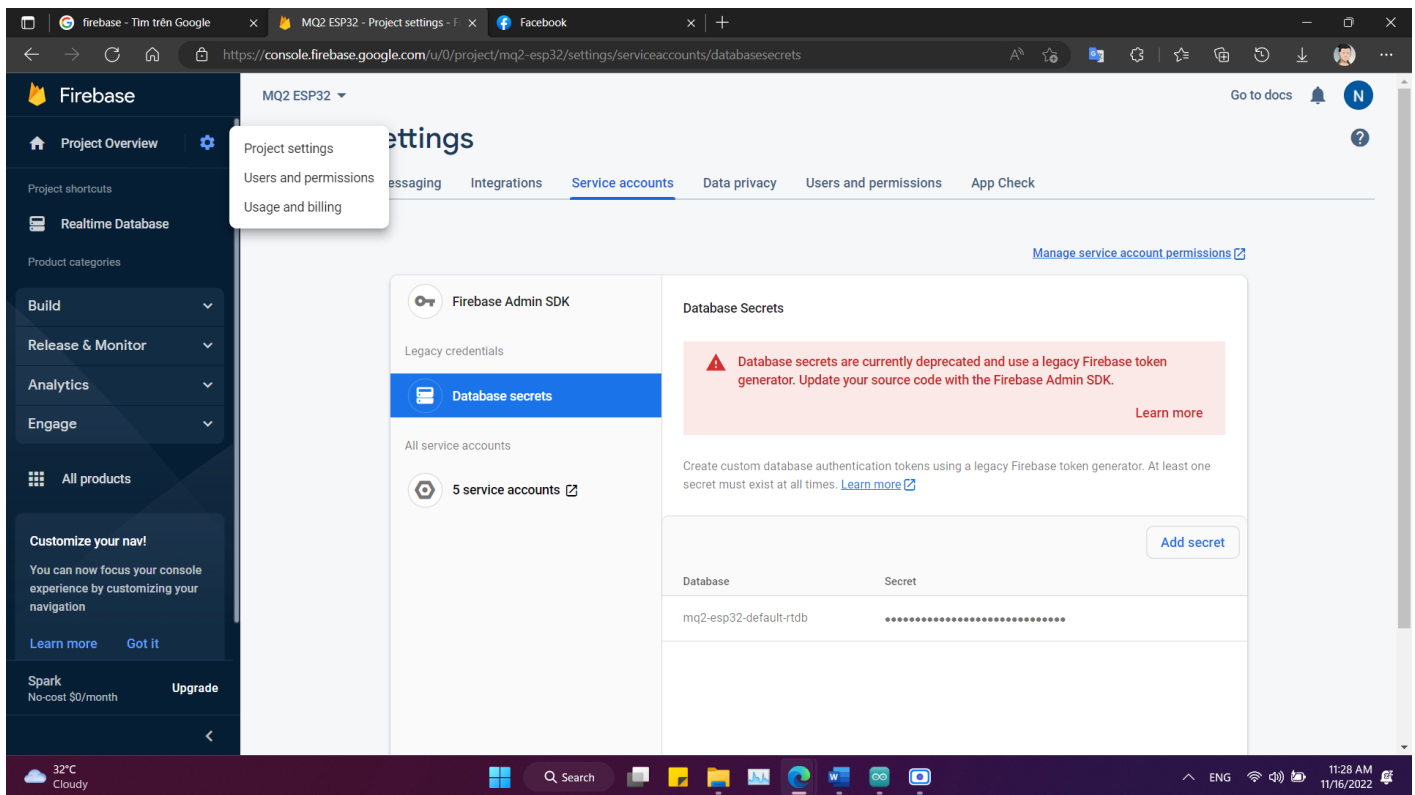 firebase - Tìm trên Google
MQ2 ESP32 - Project settings - F
Facebook
https://console.firebase.google.com/u/0/project/mq2-esp32/settings/serviceaccounts/databasesecrets
Firebase
MQ2 ESP32
Go to docs
N
Project Overview
Project settings
Users and permissions
Usage and billing
ettings
Project shortcuts
Realtime Database
Product categories
Build
Release & Monitor
Analytics
Engage
All products
Customize your nav!
You can now focus your console
experience by customizing your
navigation
Learn more Got it
Spark
No-cost $0/month
Upgrade
essaging Integrations Service accounts Data privacy Users and permissions App Check
Manage service account permissions
Firebase Admin SDK
Legacy credentials
Database secrets
All service accounts
5 service accounts
Database Secrets
Database secrets are currently deprecated and use a legacy Firebase token
generator. Update your source code with the Firebase Admin SDK.
Learn more
Create custom database authentication tokens using a legacy Firebase token generator. At least one
secret must exist at all times. Learn more
Add secret
Database Secret
mq2-esp32-default-rtdb ••••••••••••••••••••••••••••••
32°C
Cloudy
Search
ENG
11:28 AM
11/16/2022